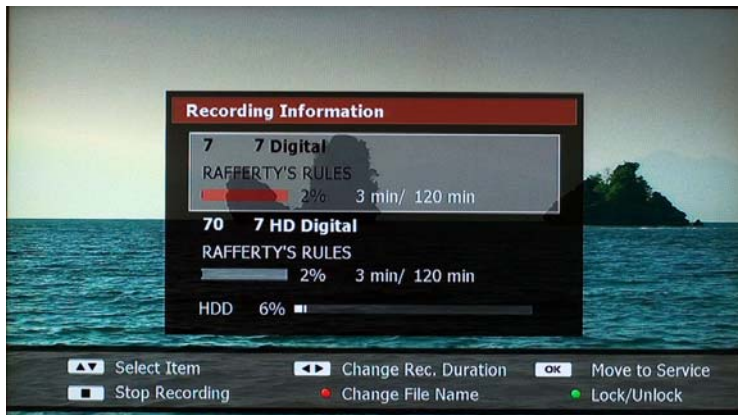 Recording Information
7 7 Digital
RAFFERTY'S RULES
2% 3 min/ 120 min
70 7 HD Digital
RAFFERTY'S RULES
2% 3 min/ 120 min
HDD 6%
Select Item Change Rec. Duration OK Move to Service
Stop Recording Change File Name Lock/Unlock